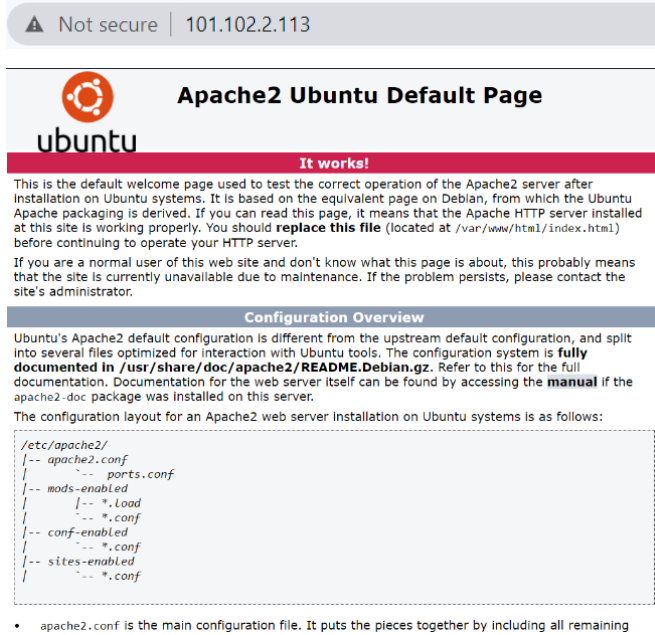 Not secure | 101.102.2.113
Apache2 Ubuntu Default Page
ubuntu
It works!
This is the default welcome page used to test the correct operation of the Apache2 server after
installation on Ubuntu systems. It is based on the equivalent page on Debian, from which the Ubuntu
Apache packaging is derived. If you can read this page, it means that the Apache HTTP server installed
at this site is working properly. You should replace this file (located at /var/www/html/index.html)
before continuing to operate your HTTP server.
If you are a normal user of this web site and don't know what this page is about, this probably means
that the site is currently unavailable due to maintenance. If the problem persists, please contact the
site's administrator.
Configuration Overview
Ubuntu's Apache2 default configuration is different from the upstream default configuration, and split
into several files optimized for interaction with Ubuntu tools. The configuration system is fully
documented in /usr/share/doc/apache2/README.Debian.gz. Refer to this for the full
documentation. Documentation for the web server itself can be found by accessing the manual if the
apache2-doc package was installed on this server.
The configuration layout for an Apache2 web server installation on Ubuntu systems is as follows:
/etc/apache2/
|-- apache2.conf
|       `--  ports.conf
|-- mods-enabled
|       |-- *.load
|       `-- *.conf
|-- conf-enabled
|       `-- *.conf
|-- sites-enabled
|       `-- *.conf
• apache2.conf is the main configuration file. It puts the pieces together by including all remaining